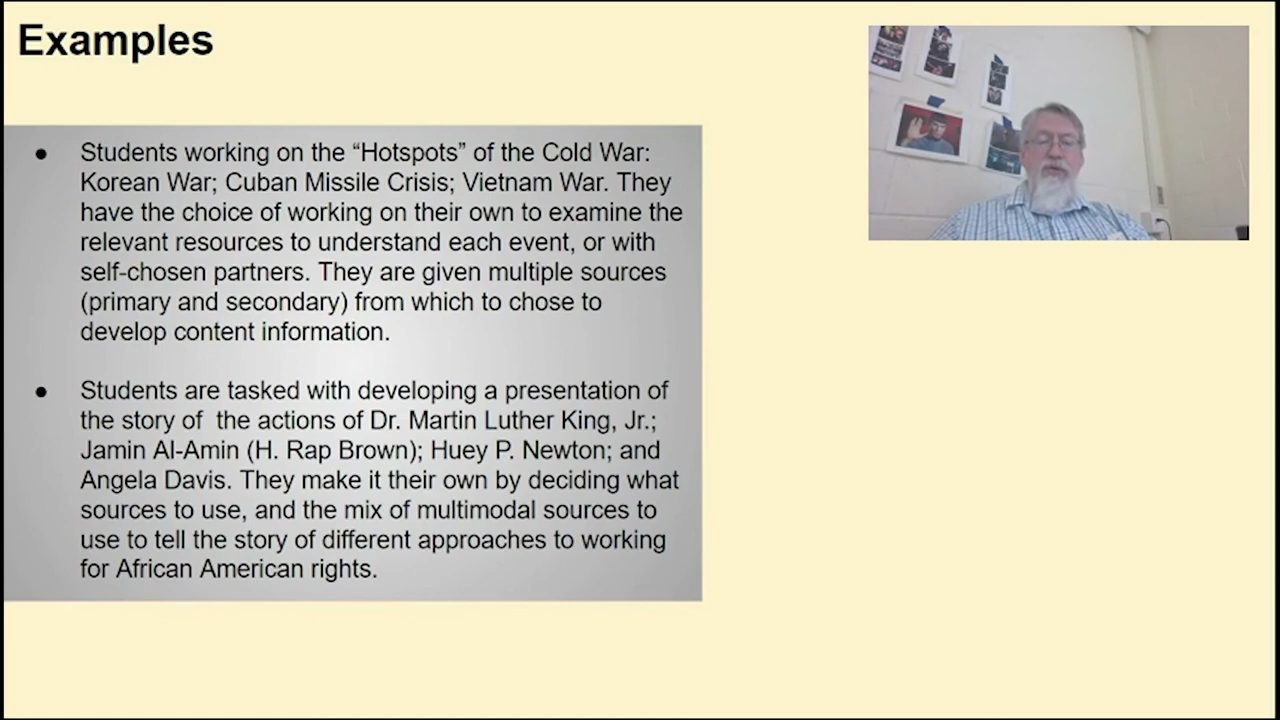 Examples
● Students working on the “Hotspots” of the Cold War:
Korean War; Cuban Missile Crisis; Vietnam War. They
have the choice of working on their own to examine the
relevant resources to understand each event, or with
self-chosen partners. They are given multiple sources
(primary and secondary) from which to chose to
develop content information.
● Students are tasked with developing a presentation of
the story of  the actions of Dr. Martin Luther King, Jr.;
Jamin Al-Amin (H. Rap Brown); Huey P. Newton; and
Angela Davis. They make it their own by deciding what
sources to use, and the mix of multimodal sources to
use to tell the story of different approaches to working
for African American rights.